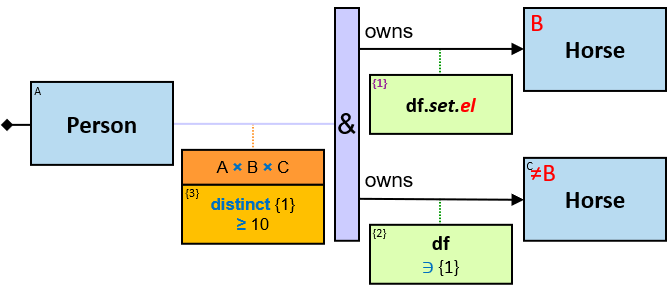 owns
B
Horse
{1}
df.set.el
A
Person
&
A × B × C
{3}
distinct {1}
≥ 10
owns
C
≠B
Horse
{2}
df
∋ {1}